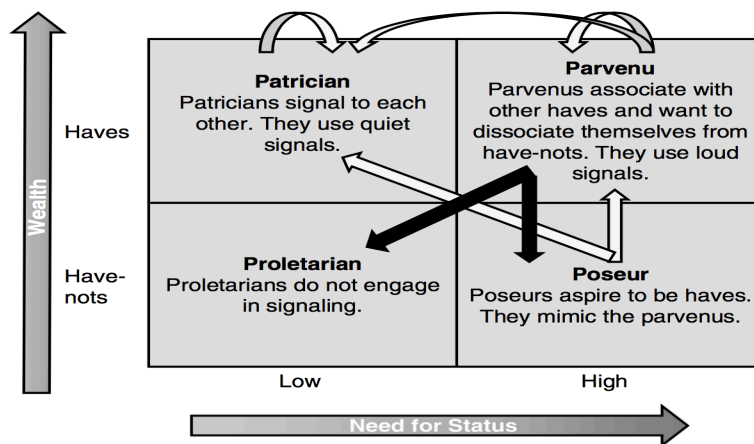 Patrician
Patricians signal to each
other. They use quiet
signals.
Parvenu
Parvenus associate with
other haves and want to
dissociate themselves from
have-nots. They use loud
signals.
Haves
Wealth
Have-
nots
Proletarian
Proletarians do not engage
in signaling.
Poseur
Poseurs aspire to be haves.
They mimic the parvenus.
Low
High
Need for Status